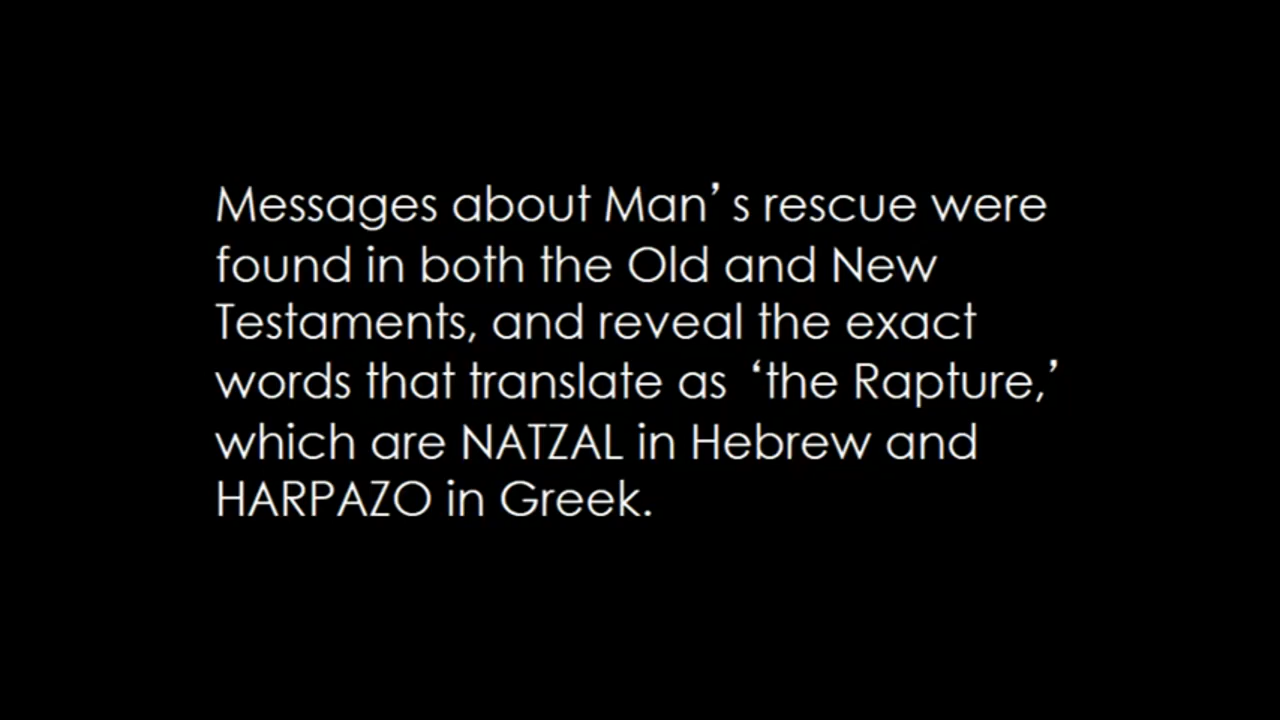 Messages about Man’s rescue were
found in both the Old and New
Testaments, and reveal the exact
words that translate as ‘the Rapture,’
which are NATZAL in Hebrew and
HARPAZO in Greek.